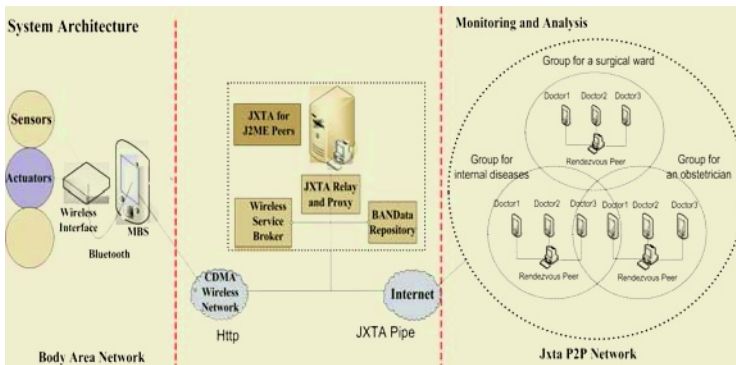 System Architecture
Sensors
Actuators
Wireless
Interface
MBS
Bluetooth
Body Area Network
JXTA for
J2ME Peers
JXTA Relay
and Proxy
Wireless
Service
Broker
BANData
Repository
CDMA
Wireless
Network
Internet
Http
JXTA Pipe
Monitoring and Analysis
Group for a surgical ward
Doctor1 Doctor2 Doctor3
Rendezvous Peer
Group for
internal diseases
Doctor1 Doctor2 Doctor3
Rendezvous Peer
Group for
an obstetrician
Doctor1 Doctor2 Doctor3
Rendezvous Peer
Jxta P2P Network